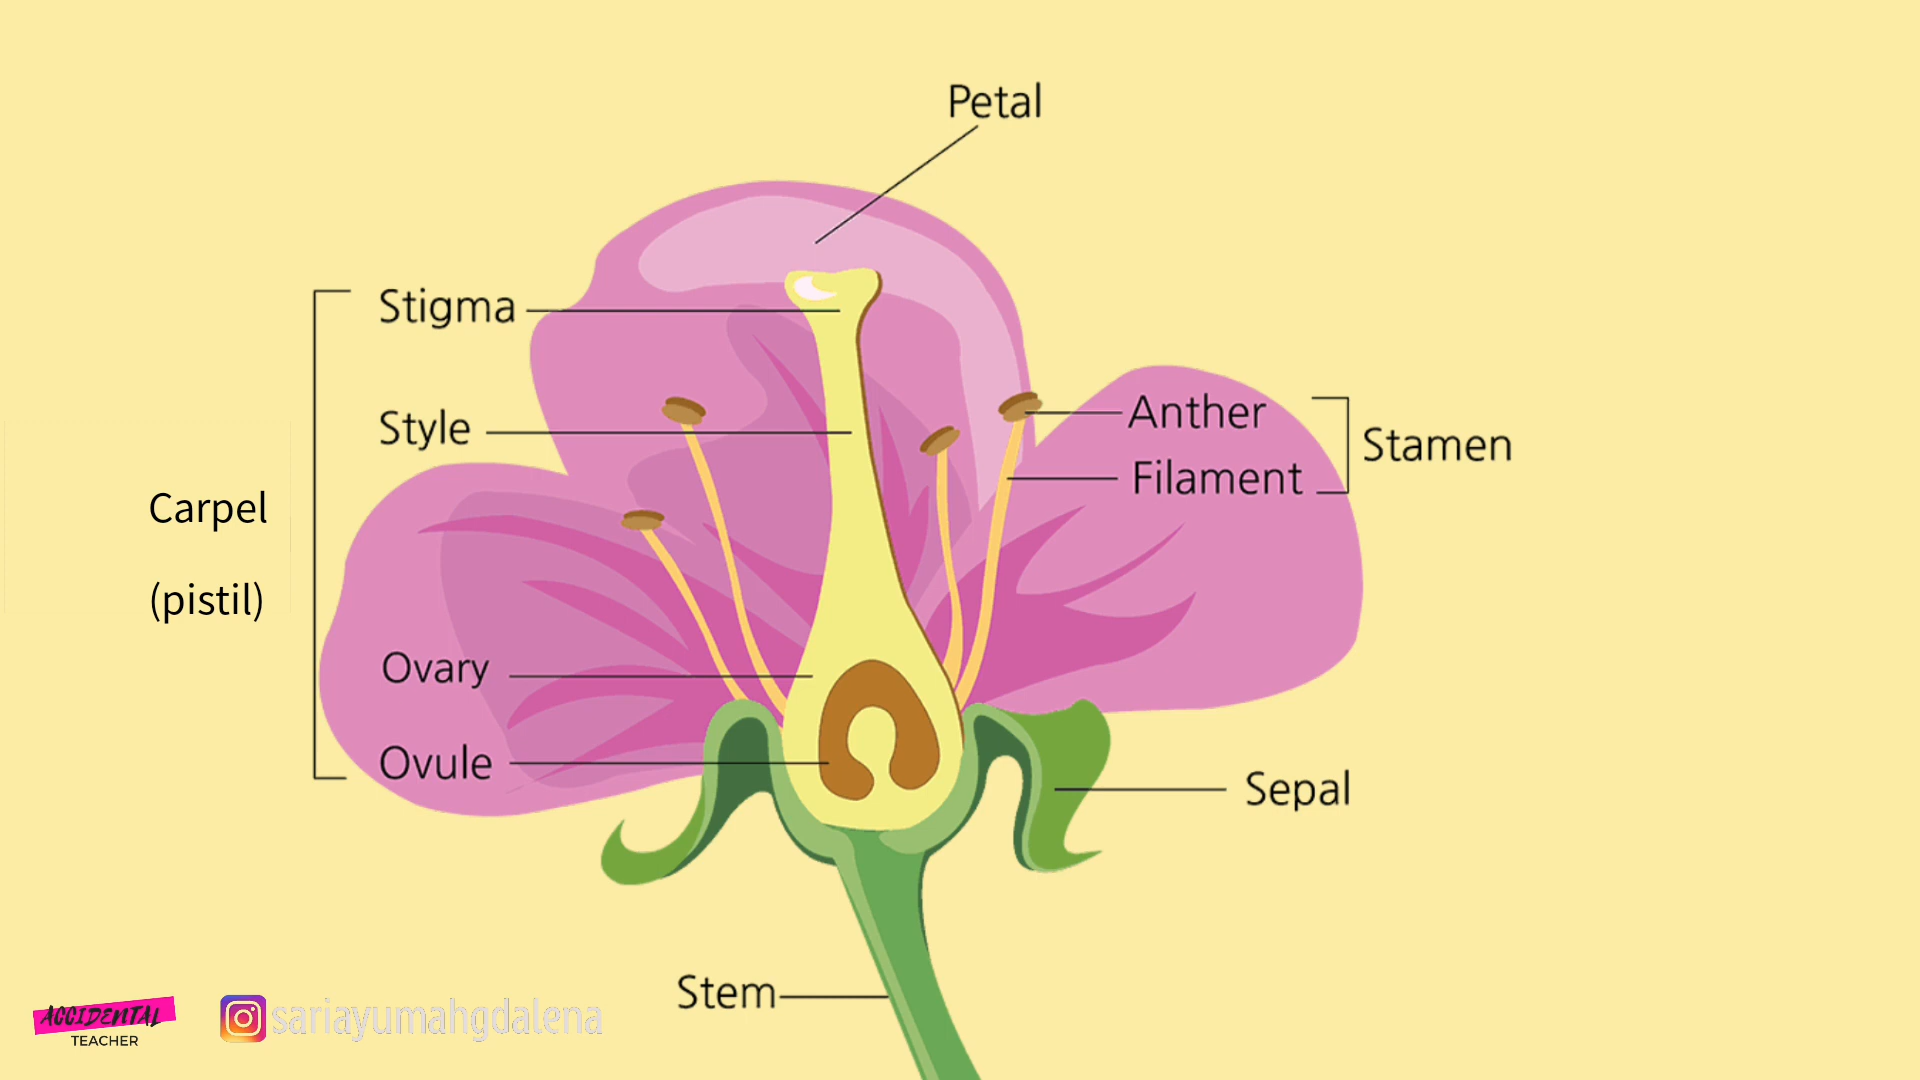 Petal
Stigma
Style
Carpel
(pistil)
Ovary
Ovule
Anther
Filament
Stamen
Sepal
Stem
ACCIDENTAL
TEACHER
sariayumahgdalena